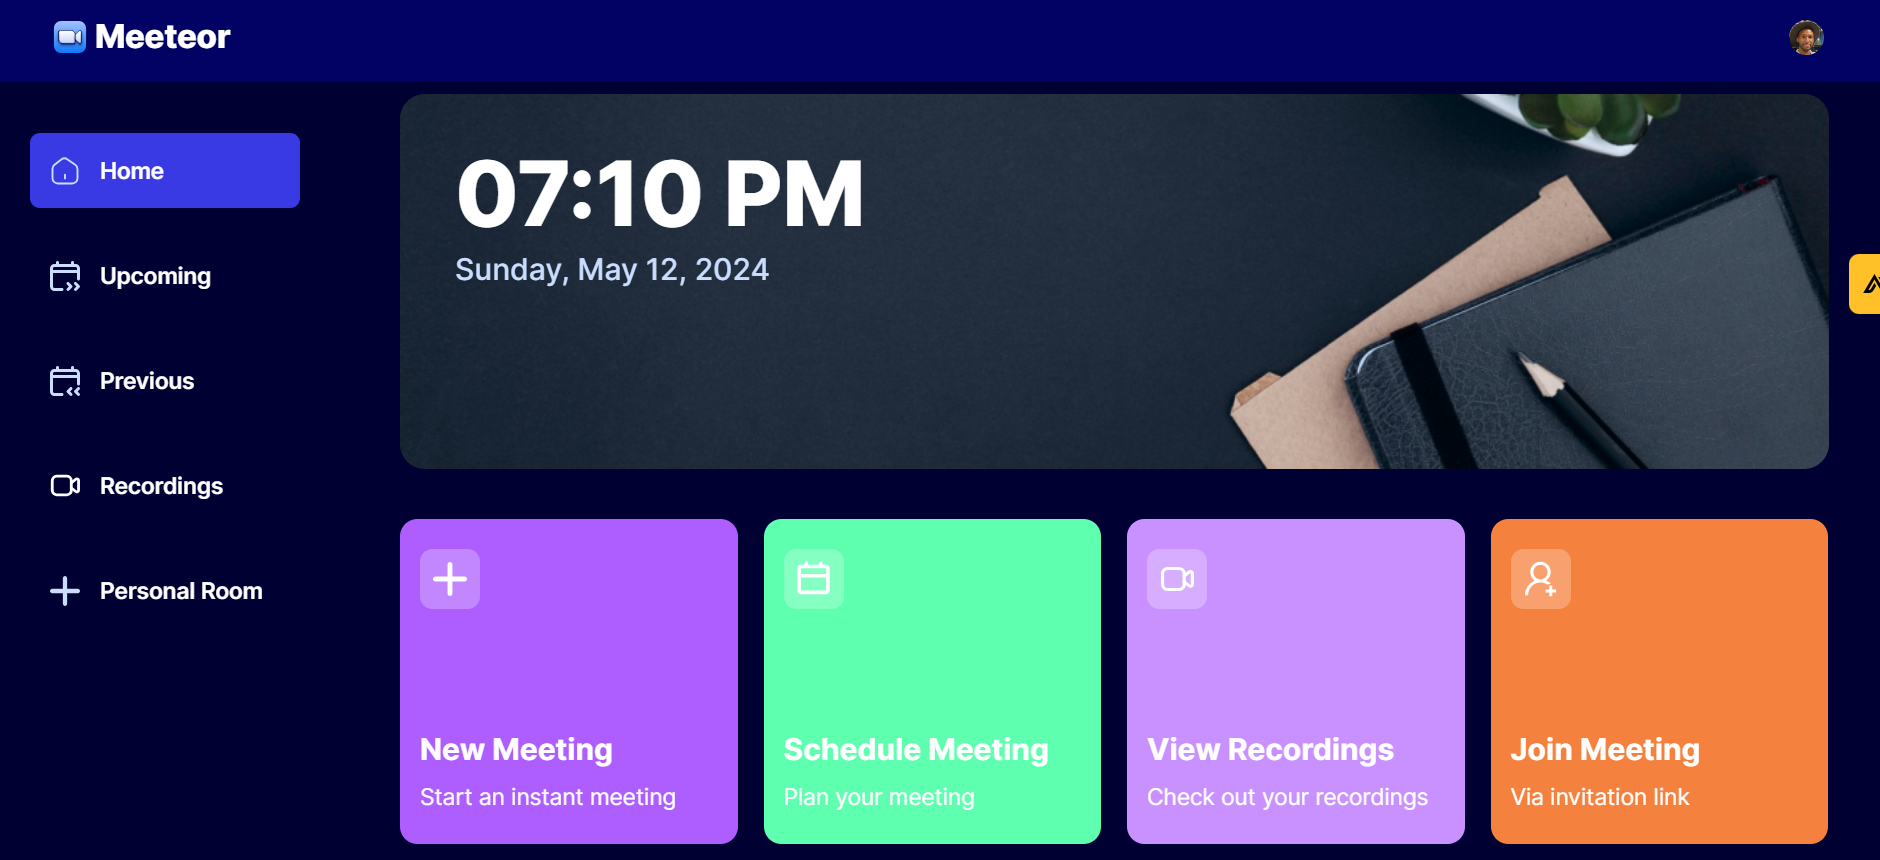 Meeteor
Home
Upcoming
Previous
Recordings
Personal Room
07:10 PM
Sunday, May 12, 2024
New Meeting
Start an instant meeting
Schedule Meeting
Plan your meeting
View Recordings
Check out your recordings
Join Meeting
Via invitation link